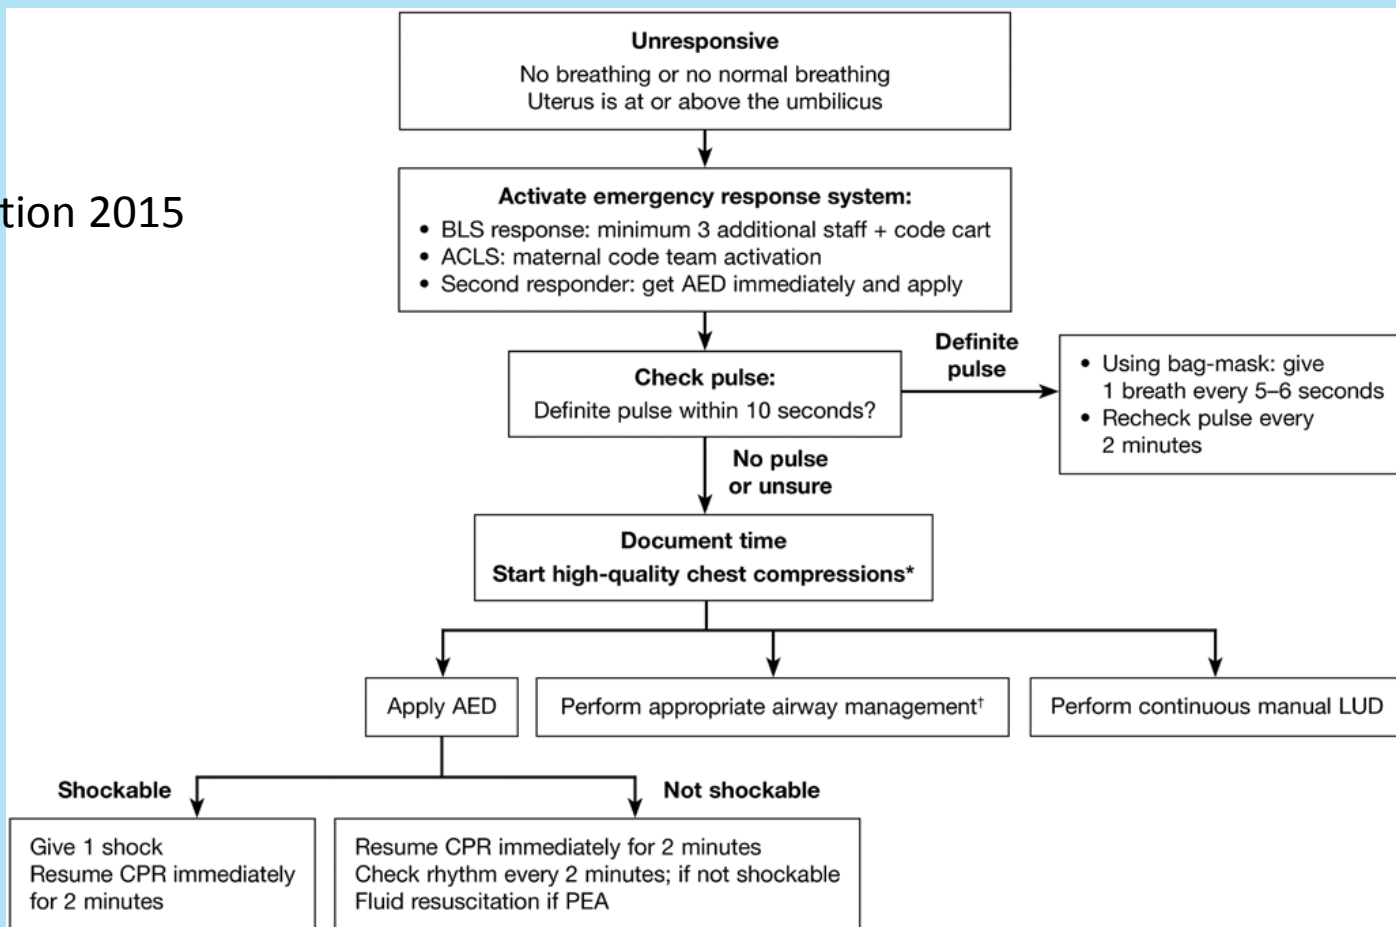 Unresponsive
No breathing or no normal breathing
Uterus is at or above the umbilicus
tion 2015
Activate emergency response system:
• BLS response: minimum 3 additional staff + code cart
• ACLS: maternal code team activation
• Second responder: get AED immediately and apply
Check pulse:
Definite pulse within 10 seconds?
Definite
pulse
• Using bag-mask: give
1 breath every 5–6 seconds
• Recheck pulse every
2 minutes
No pulse
or unsure
Document time
Start high-quality chest compressions*
Apply AED
Perform appropriate airway management†
Perform continuous manual LUD
Shockable
Not shockable
Give 1 shock
Resume CPR immediately
for 2 minutes
Resume CPR immediately for 2 minutes
Check rhythm every 2 minutes; if not shockable
Fluid resuscitation if PEA